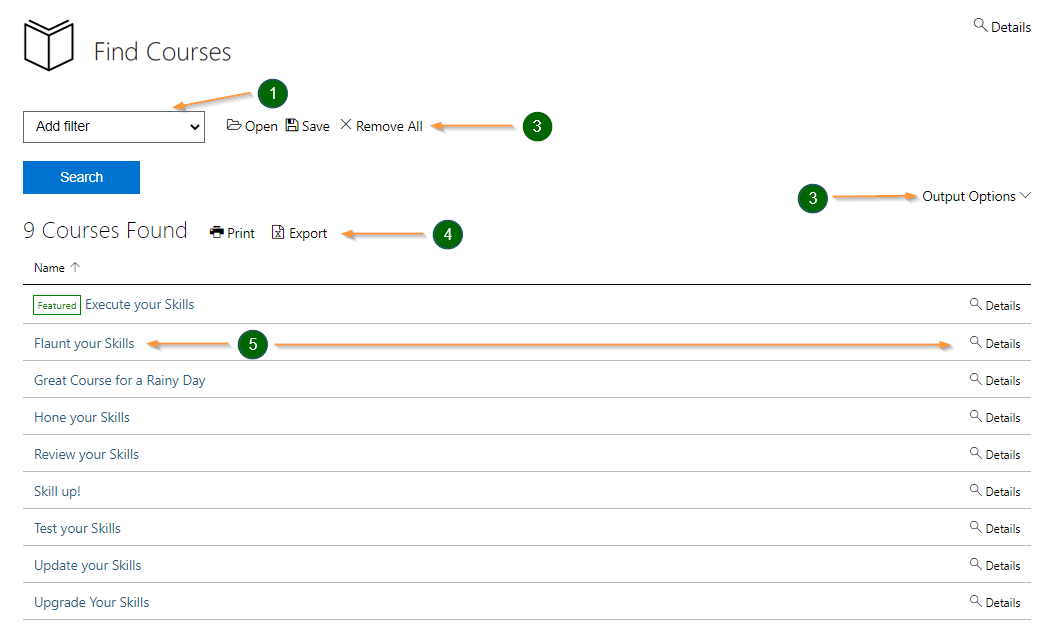 Details
Find Courses
1
Add filter
Open Save Remove All 3
Search
3 Output Options
9 Courses Found Print Export 4
Name
Featured Execute your Skills Details
Flaunt your Skills 5 Details
Great Course for a Rainy Day Details
Hone your Skills Details
Review your Skills Details
Skill up! Details
Test your Skills Details
Update your Skills Details
Upgrade Your Skills Details